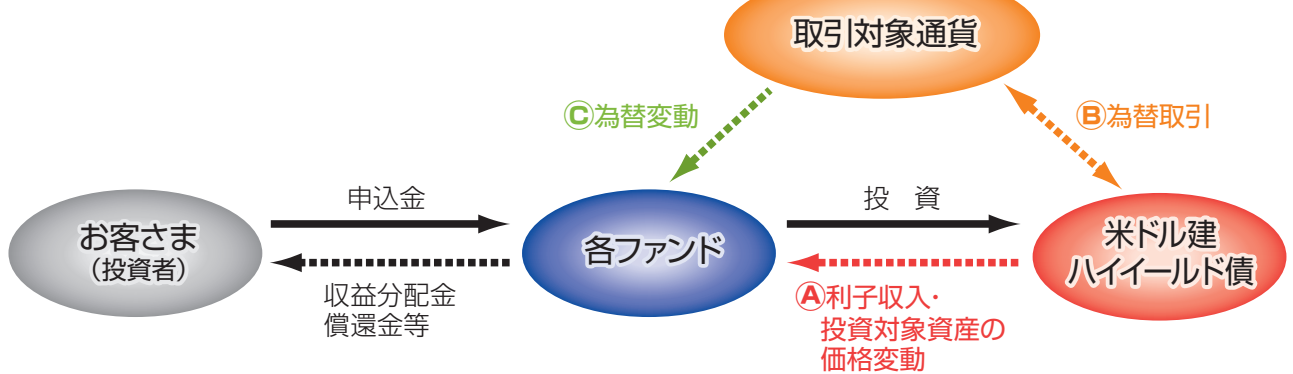 取引対象通貨
Ⓒ為替変動
Ⓑ為替取引
申込金
投　資
お客さま
（投資者）
各ファンド
米ドル建
ハイイールド債
収益分配金
償還金等
Ⓐ利子収入・
投資対象資産の
価格変動